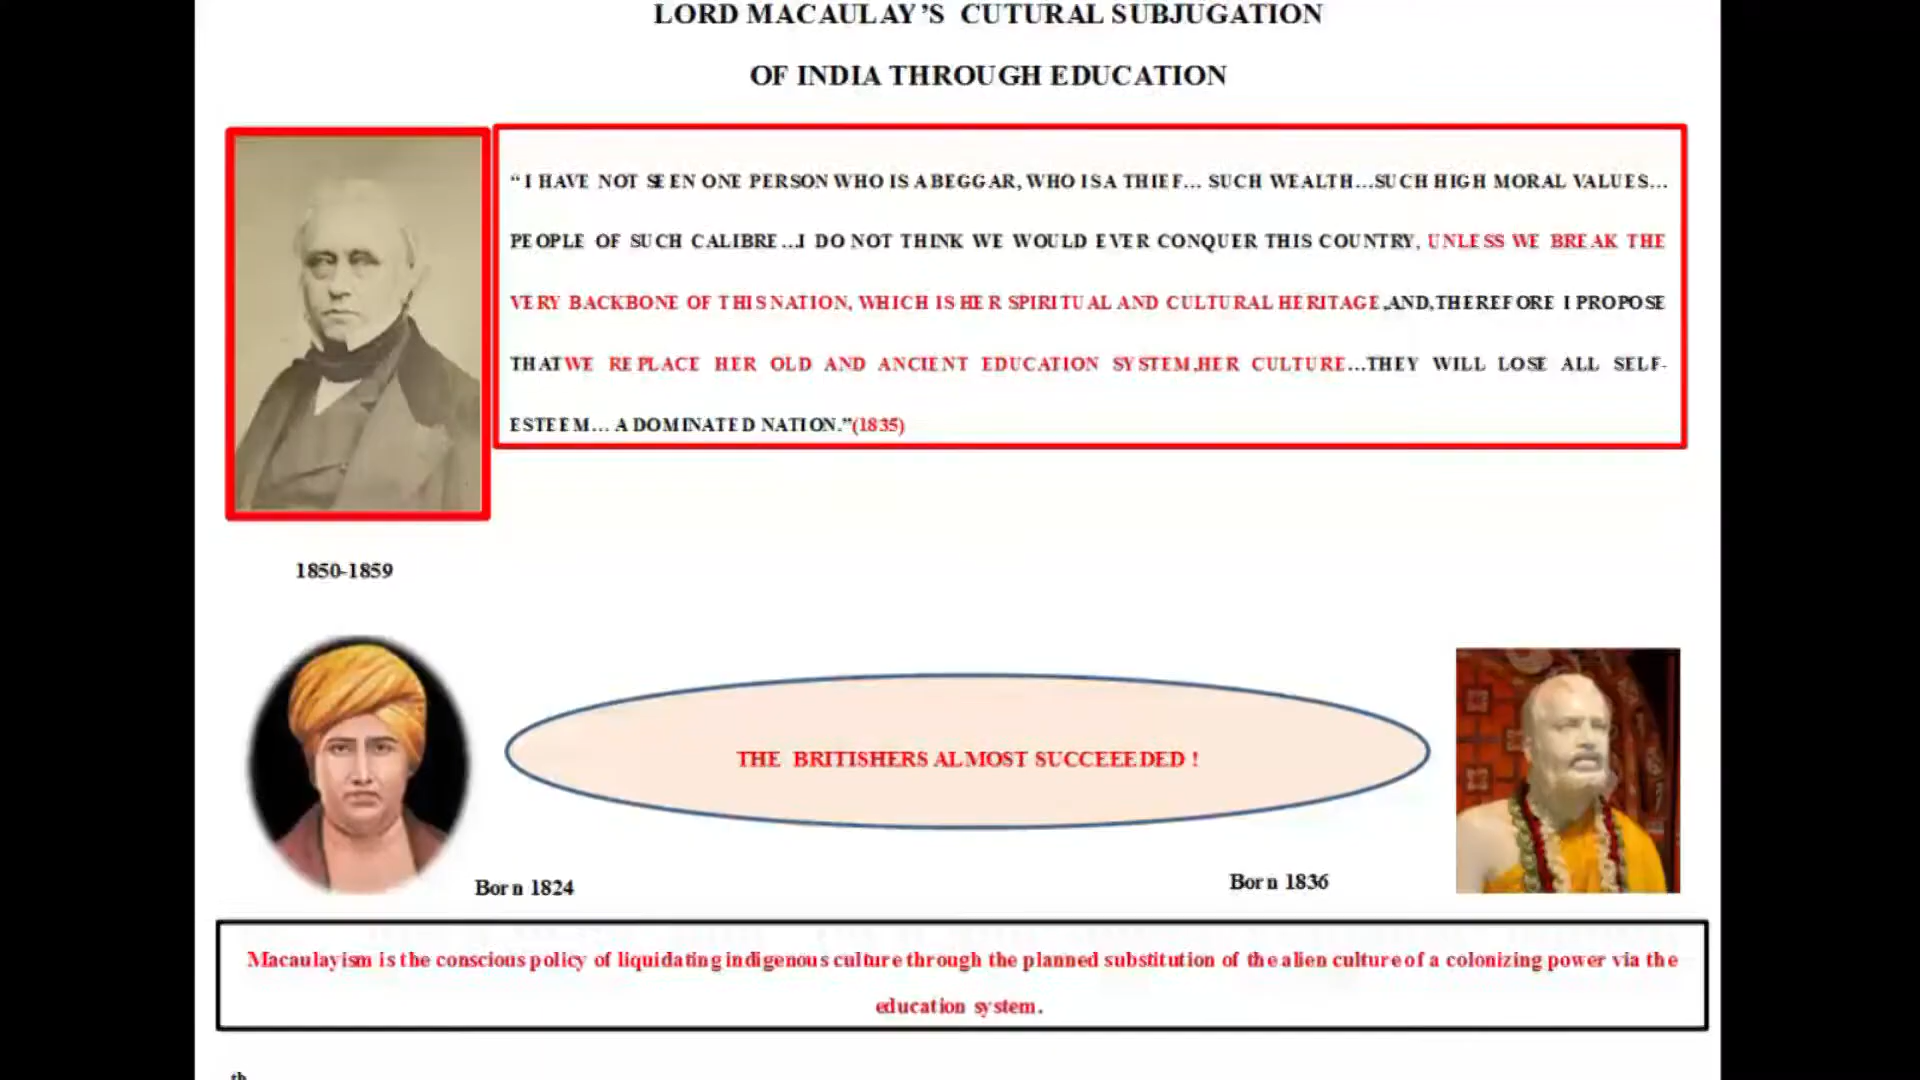 LORD MACAULAY'S CUTURAL SUBJUGATION
OF INDIA THROUGH EDUCATION
“I HAVE NOT SEEN ONE PERSON WHO IS A BEGGAR, WHO IS A THIEF... SUCH WEALTH...SUCH HIGH MORAL VALUES...
PEOPLE OF SUCH CALIBRE...I DO NOT THINK WE WOULD EVER CONQUER THIS COUNTRY, UNLESS WE BREAK THE
VERY BACKBONE OF THIS NATION, WHICH IS HER SPIRITUAL AND CULTURAL HERITAGE,AND,THEREFORE I PROPOSE
THAT WE REPLACE HER OLD AND ANCIENT EDUCATION SYSTEM,HER CULTURE...THEY WILL LOSE ALL SELF-
ESTEEM... A DOMINATED NATION.”(1835)
1850-1859
THE BRITISHERS ALMOST SUCCEEEDED !
Born 1824
Born 1836
Macaulayism is the conscious policy of liquidating indigenous culture through the planned substitution of the alien culture of a colonizing power via the
education system.
th